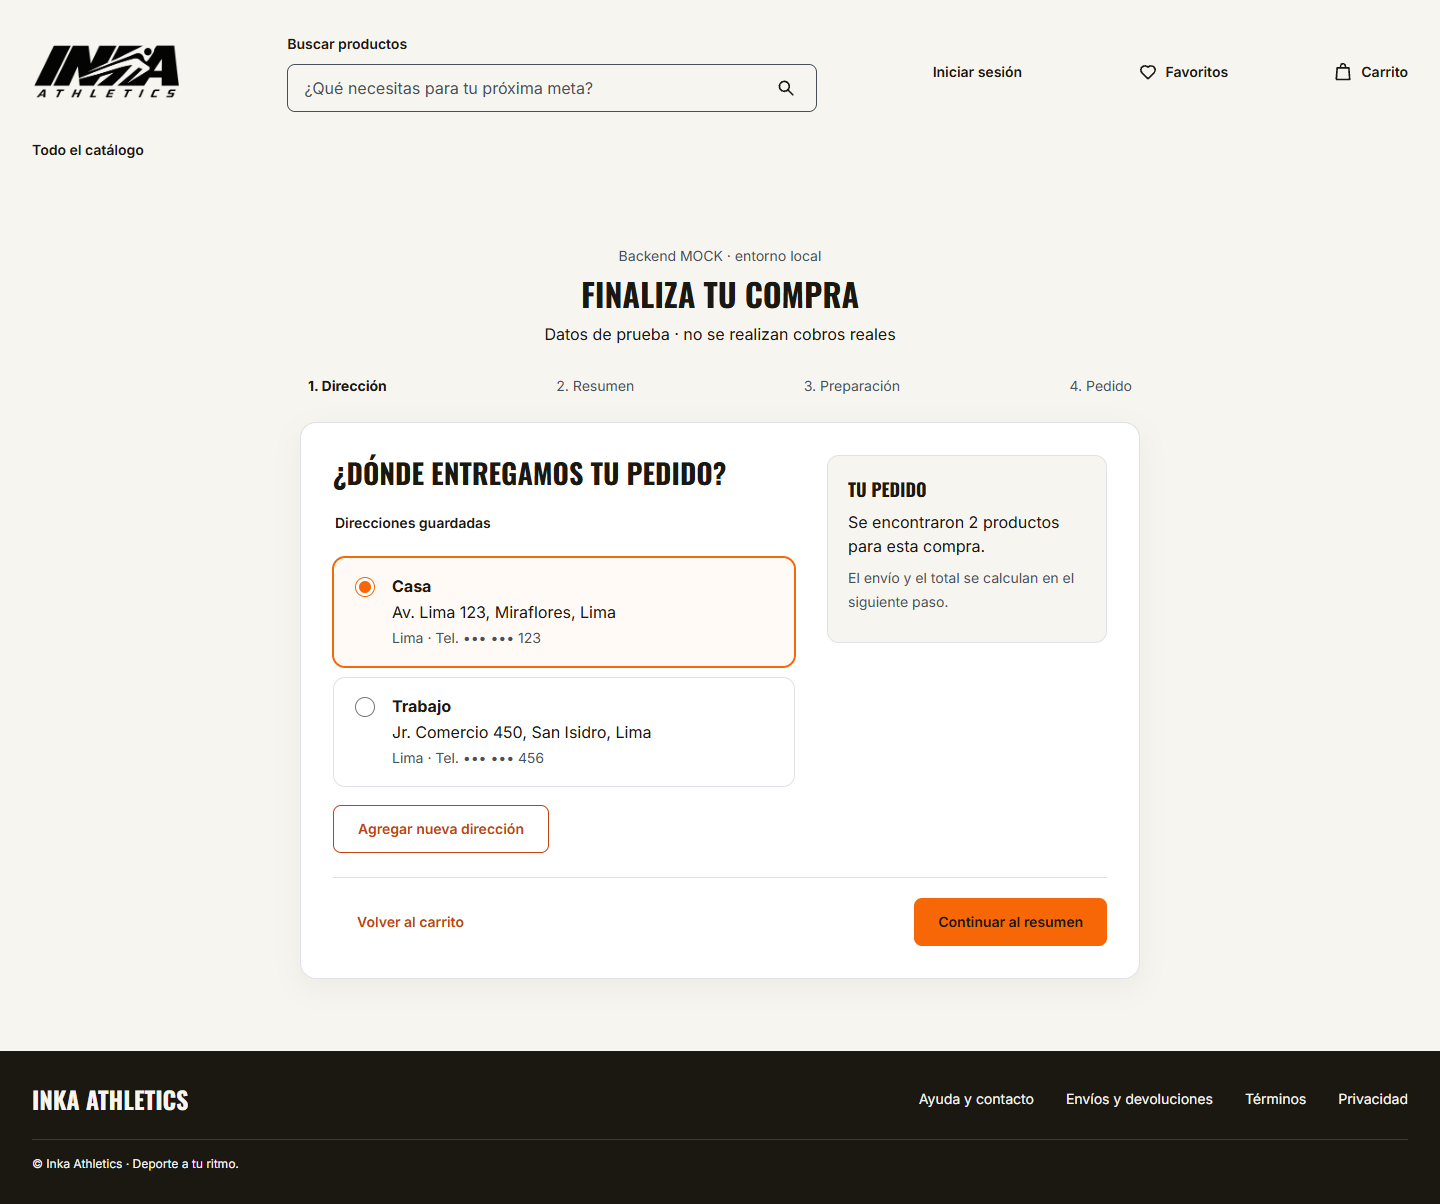 INKA
ATHLETICS
Buscar productos
¿Qué necesitas para tu próxima meta?
Iniciar sesión
Favoritos
Carrito
Todo el catálogo
Backend MOCK · entorno local
FINALIZA TU COMPRA
Datos de prueba · no se realizan cobros reales
1. Dirección
2. Resumen
3. Preparación
4. Pedido
¿DÓNDE ENTREGAMOS TU PEDIDO?
Direcciones guardadas
Casa
Av. Lima 123, Miraflores, Lima
Lima · Tel. ••• ••• 123
Trabajo
Jr. Comercio 450, San Isidro, Lima
Lima · Tel. ••• ••• 456
Agregar nueva dirección
TU PEDIDO
Se encontraron 2 productos
para esta compra.
El envío y el total se calculan en el
siguiente paso.
Volver al carrito
Continuar al resumen
INKA ATHLETICS
Ayuda y contacto
Envíos y devoluciones
Términos
Privacidad
© Inka Athletics · Deporte a tu ritmo.